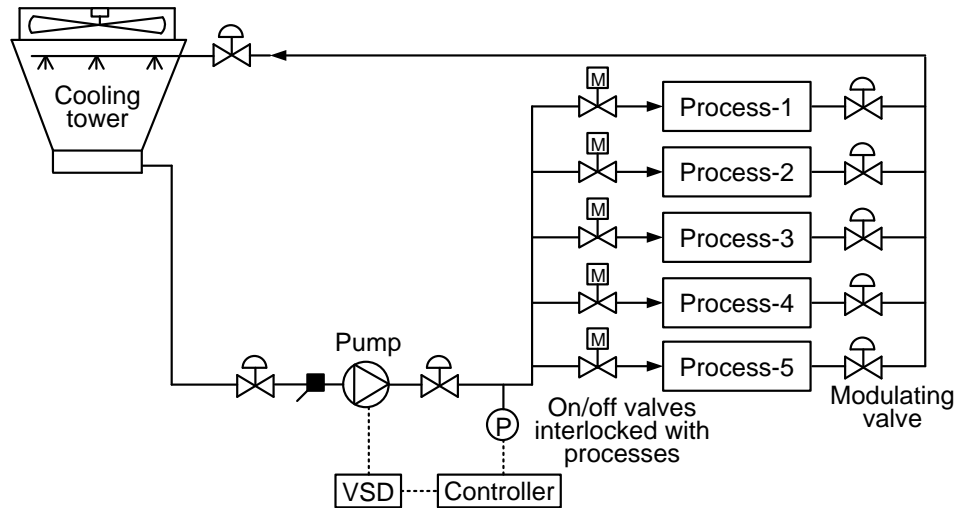 Cooling
tower
M
Process-1
M
Process-2
M
Process-3
M
Process-4
M
Process-5
Pump
P
On/off valves
interlocked with
processes
Modulating
valve
VSD
Controller